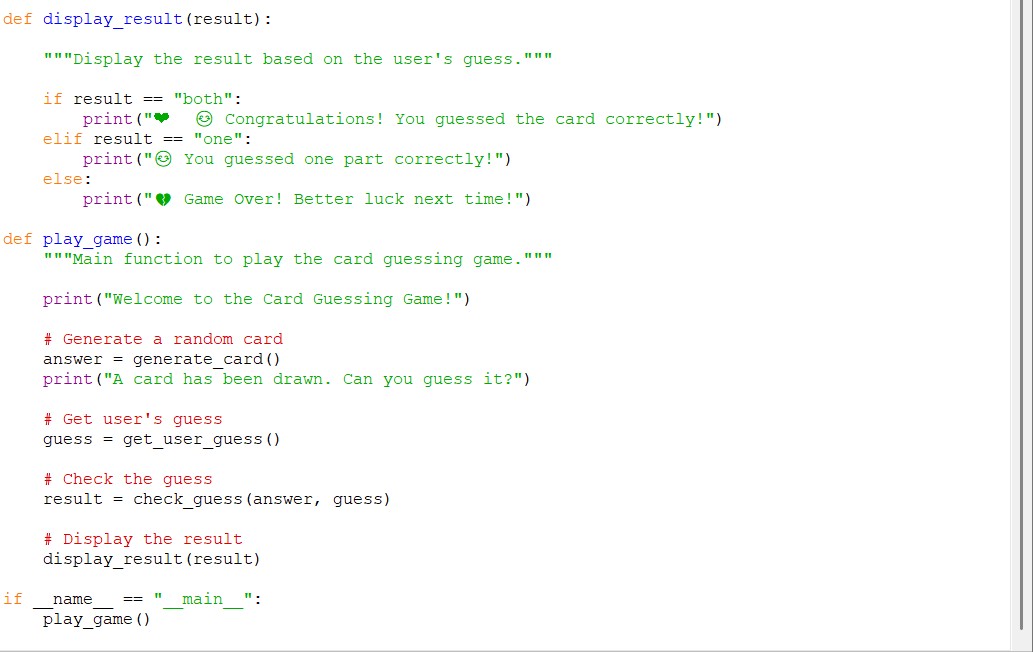 def display_result(result):
    """Display the result based on the user's guess."""
    if result == "both":
        print("❤  😊 Congratulations! You guessed the card correctly!")
    elif result == "one":
        print("😊 You guessed one part correctly!")
    else:
        print("💔 Game Over! Better luck next time!")
def play_game():
    """Main function to play the card guessing game."""
    print("Welcome to the Card Guessing Game!")
    # Generate a random card
    answer = generate_card()
    print("A card has been drawn. Can you guess it?")
    # Get user's guess
    guess = get_user_guess()
    # Check the guess
    result = check_guess(answer, guess)
    # Display the result
    display_result(result)
if __name__ == "__main__":
    play_game()